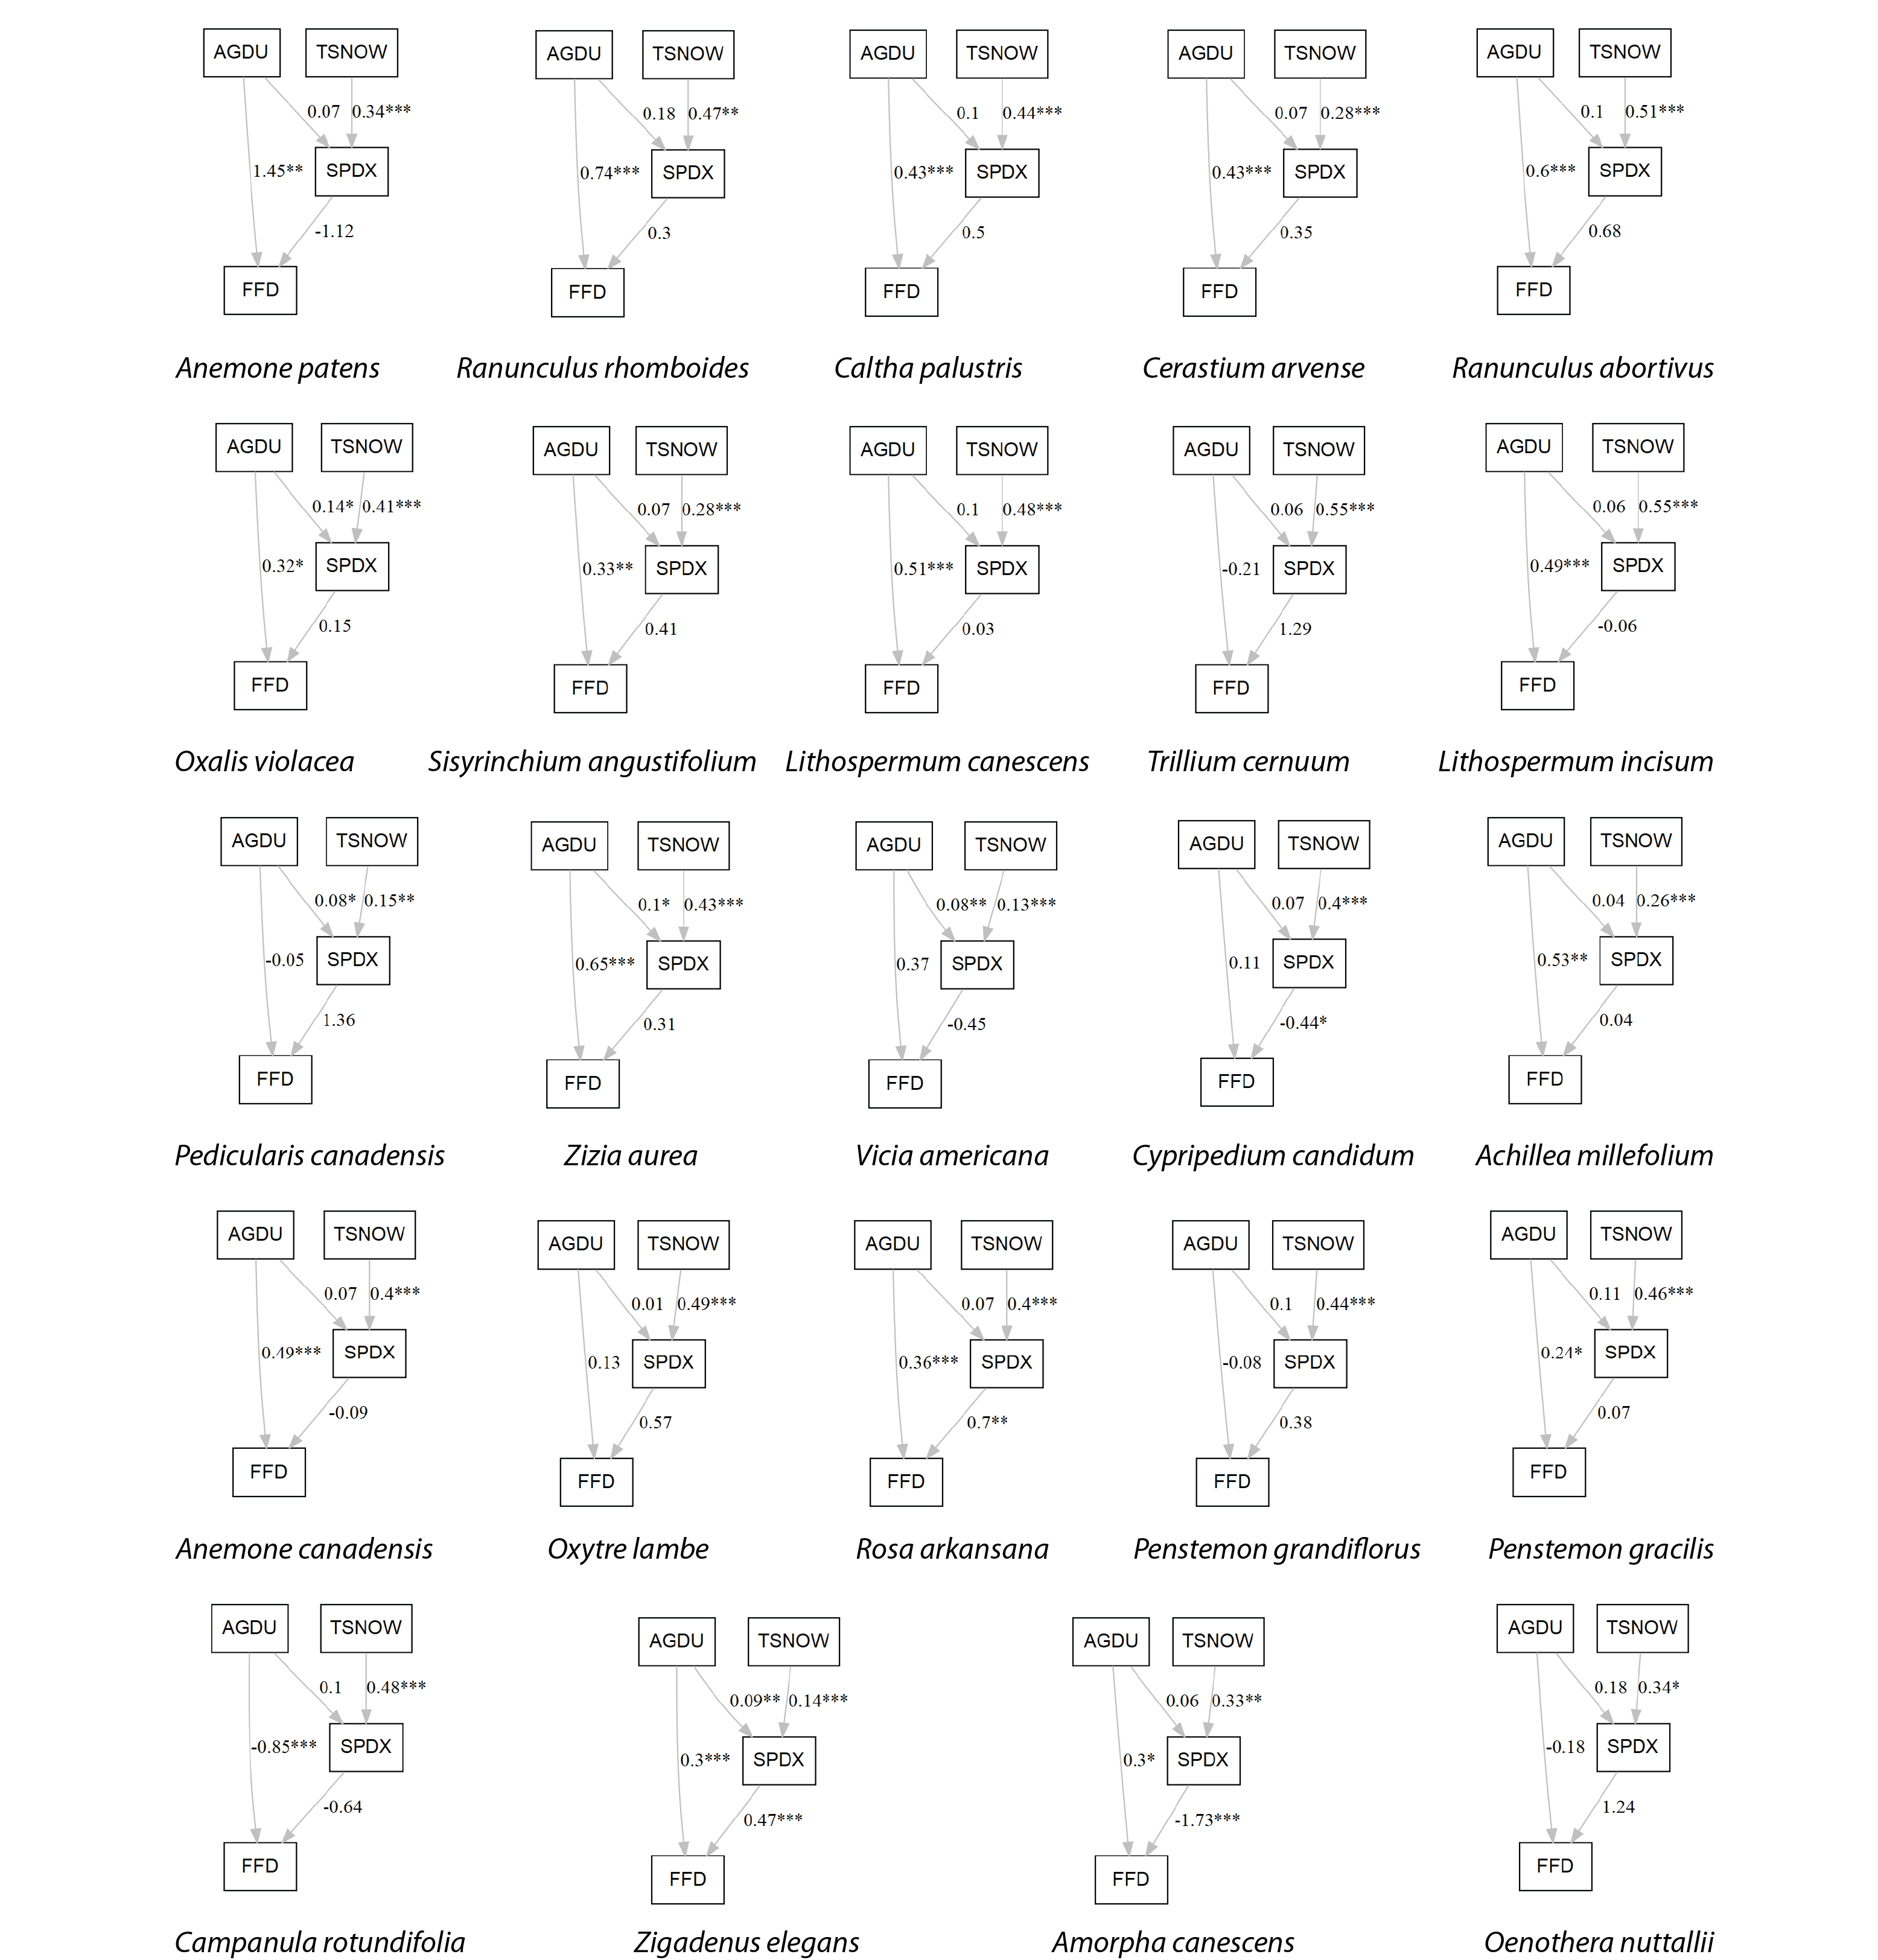 AGDU TSNOW AGDU TSNOW AGDU TSNOW AGDU TSNOW AGDU TSNOW
0.07 0.34*** 0.18 0.47** 0.1 0.44*** 0.07 0.28*** 0.1 0.51***
1.45** SPDX 0.74*** SPDX 0.43*** SPDX 0.43*** SPDX 0.6*** SPDX
-1.12 0.3 0.5 0.35 0.68
FFD FFD FFD FFD FFD
Anemone patens Ranunculus rhomboides Caltha palustris Cerastium arvense Ranunculus abortivus
AGDU TSNOW AGDU TSNOW AGDU TSNOW AGDU TSNOW AGDU TSNOW
0.14* 0.41*** 0.07 0.28*** 0.1 0.48*** 0.06 0.55*** 0.06 0.55***
0.32* SPDX 0.33** SPDX 0.51*** SPDX -0.21 SPDX 0.49*** SPDX
0.15 0.41 0.03 1.29 -0.06
FFD FFD FFD FFD FFD
Oxalis violacea Sisyrinchium angustifolium Lithospermum canescens Trillium cernuum Lithospermum incisum
AGDU TSNOW AGDU TSNOW AGDU TSNOW AGDU TSNOW AGDU TSNOW
0.08* 0.15** 0.1* 0.43*** 0.08** 0.13*** 0.07 0.4*** 0.04 0.26***
-0.05 SPDX 0.65*** SPDX 0.37 SPDX 0.11 SPDX 0.53** SPDX
1.36 0.31 -0.45 -0.44* 0.04
FFD FFD FFD FFD FFD
Pedicularis canadensis Zizia aurea Vicia americana Cypripedium candidum Achillea millefolium
AGDU TSNOW AGDU TSNOW AGDU TSNOW AGDU TSNOW AGDU TSNOW
0.07 0.4*** 0.01 0.49*** 0.07 0.4*** 0.1 0.44*** 0.11 0.46***
0.49*** SPDX 0.13 SPDX 0.36*** SPDX -0.08 SPDX 0.24* SPDX
-0.09 0.57 0.7** 0.38 0.07
FFD FFD FFD FFD FFD
Anemone canadensis Oxytre lambe Rosa arkansana Penstemon grandiflorus Penstemon gracilis
AGDU TSNOW AGDU TSNOW AGDU TSNOW AGDU TSNOW
0.1 0.48*** 0.09** 0.14*** 0.06 0.33** 0.18 0.34*
-0.85*** SPDX 0.3*** SPDX 0.3* SPDX -0.18 SPDX
-0.64 0.47*** -1.73*** 1.24
FFD FFD FFD FFD
Campanula rotundifolia Zigadenus elegans Amorpha canescens Oenothera nuttallii